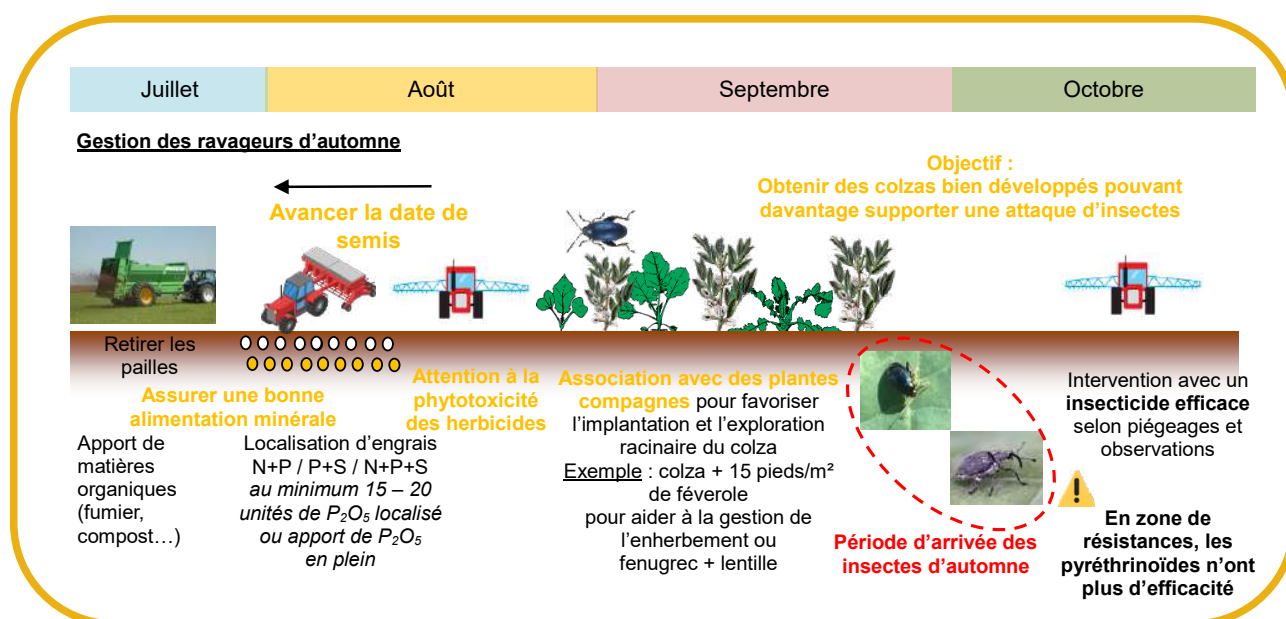 Juillet
Août
Septembre
Octobre
Gestion des ravageurs d'automne
Objectif :
Obtenir des colzas bien développés pouvant
davantage supporter une attaque d'insectes
Avancer la date de
semis
Retirer les
pailles
Assurer une bonne
alimentation minérale
Apport de
matières
organiques
(fumier,
compost…)
Localisation d'engrais
N+P / P+S / N+P+S
au minimum 15 – 20
unités de P₂O₅ localisé
ou apport de P₂O₅
en plein
Attention à la
phytotoxicité
des herbicides
Association avec des plantes
compagnes pour favoriser
l'implantation et l'exploration
racinaire du colza
Exemple : colza + 15 pieds/m²
de féverole
pour aider à la gestion de
l'enherbement ou
fenugrec + lentille
Période d'arrivée des
insectes d'automne
Intervention avec un
insecticide efficace
selon piégeages et
observations
En zone de
résistances, les
pyréthrinoïdes n'ont
plus d'efficacité